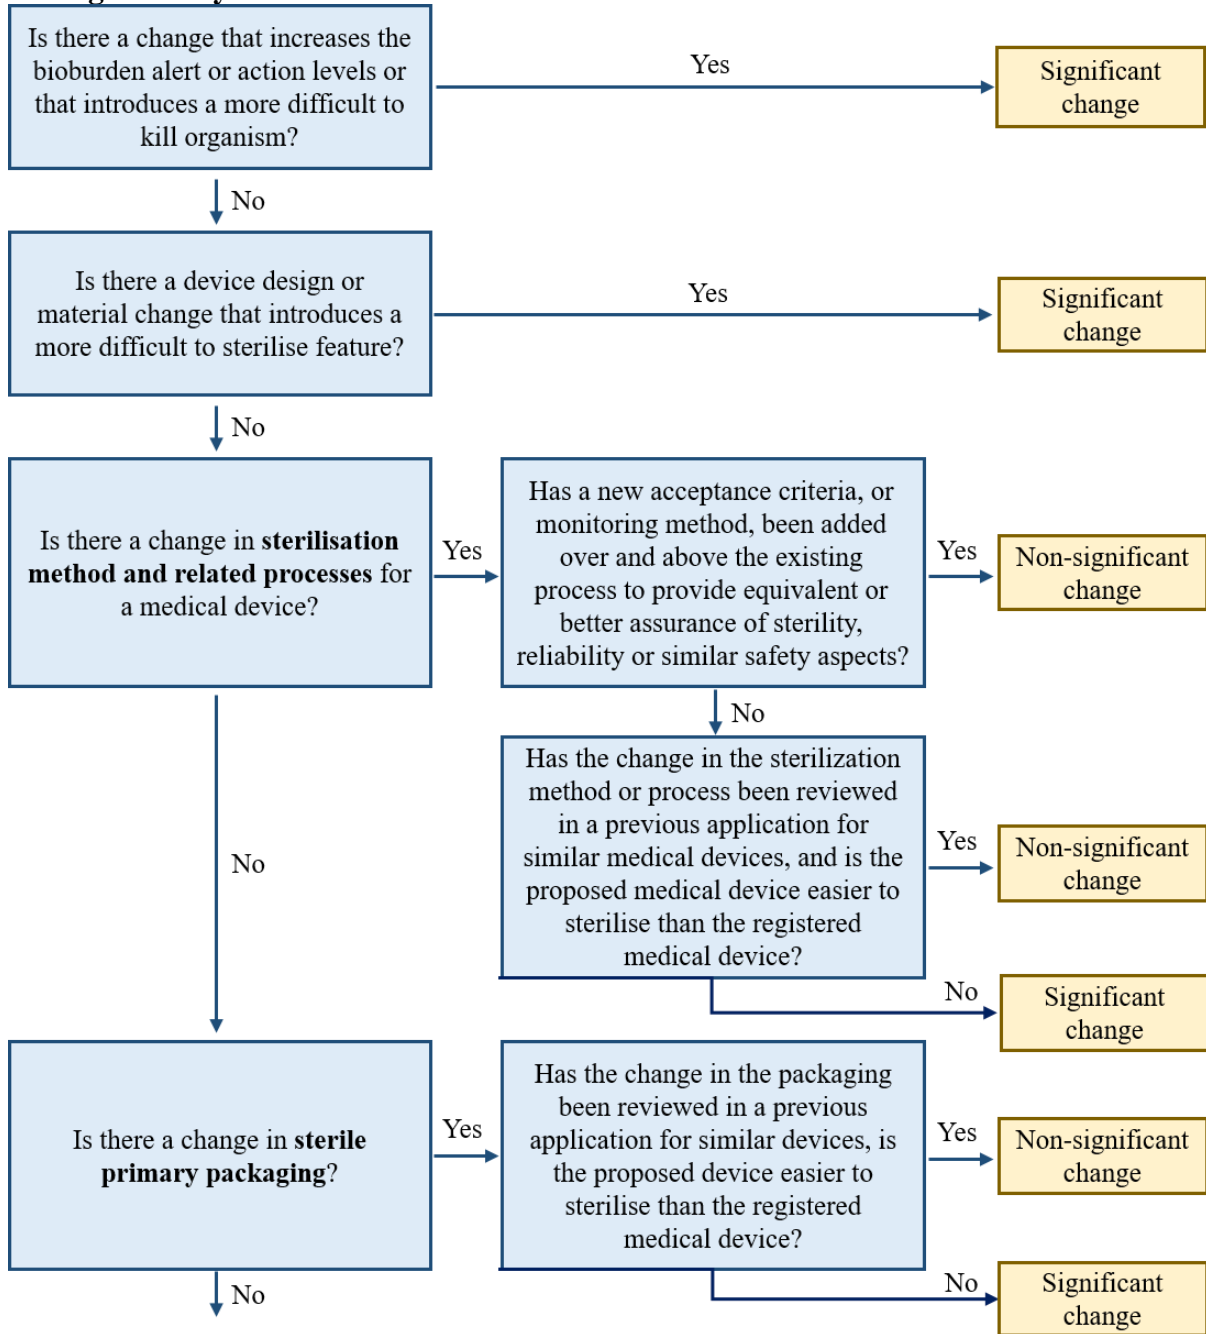 Is there a change that increases the
bioburden alert or action levels or
that introduces a more difficult to
kill organism?
Yes
Significant
change
No
Is there a device design or
material change that introduces a
more difficult to sterilise feature?
Yes
Significant
change
No
Is there a change in sterilisation
method and related processes for
a medical device?
Yes
Has a new acceptance criteria, or
monitoring method, been added
over and above the existing
process to provide equivalent or
better assurance of sterility,
reliability or similar safety aspects?
Yes
Non-significant
change
No
Has the change in the sterilization
method or process been reviewed
in a previous application for
similar medical devices, and is the
proposed medical device easier to
sterilise than the registered
medical device?
Yes
Non-significant
change
No
Significant
change
No
Is there a change in sterile
primary packaging?
Yes
Has the change in the packaging
been reviewed in a previous
application for similar devices, is
the proposed device easier to
sterilise than the registered
medical device?
Yes
Non-significant
change
No
Significant
change
No